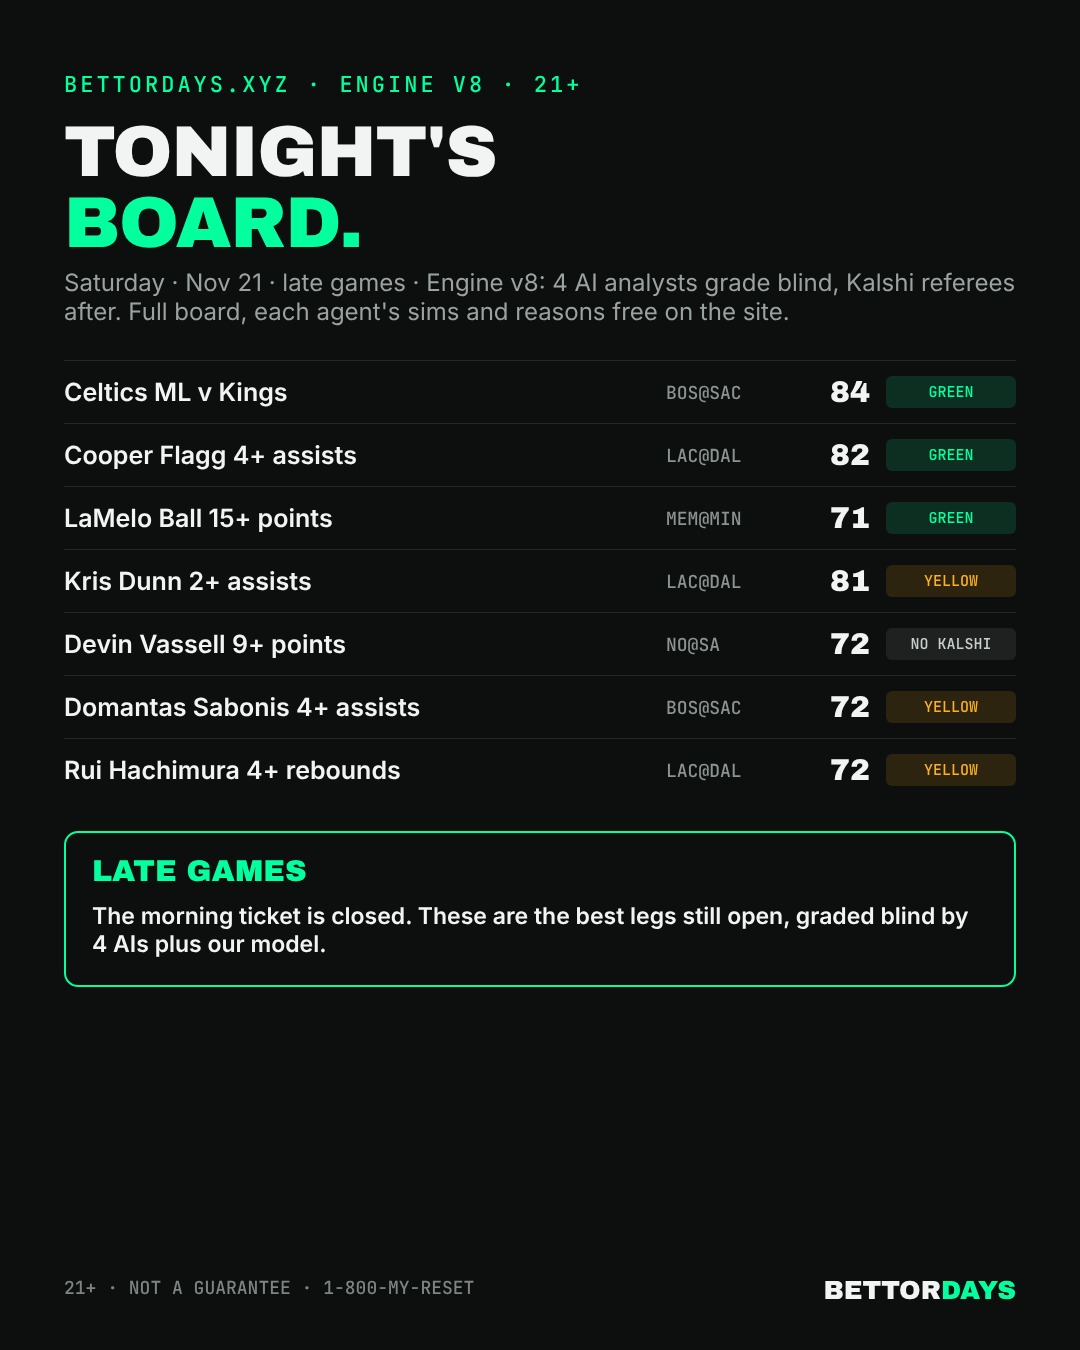 BETTORDAYS.XYZ · ENGINE V8 · 21+
TONIGHT'S
BOARD.
Saturday · Nov 21 · late games · Engine v8: 4 AI analysts grade blind, Kalshi referees
after. Full board, each agent's sims and reasons free on the site.
Celtics ML v Kings BOS@SAC 84 GREEN
Cooper Flagg 4+ assists LAC@DAL 82 GREEN
LaMelo Ball 15+ points MEM@MIN 71 GREEN
Kris Dunn 2+ assists LAC@DAL 81 YELLOW
Devin Vassell 9+ points NO@SA 72 NO KALSHI
Domantas Sabonis 4+ assists BOS@SAC 72 YELLOW
Rui Hachimura 4+ rebounds LAC@DAL 72 YELLOW
LATE GAMES
The morning ticket is closed. These are the best legs still open, graded blind by
4 AIs plus our model.
21+ · NOT A GUARANTEE · 1-800-MY-RESET
BETTORDAYS